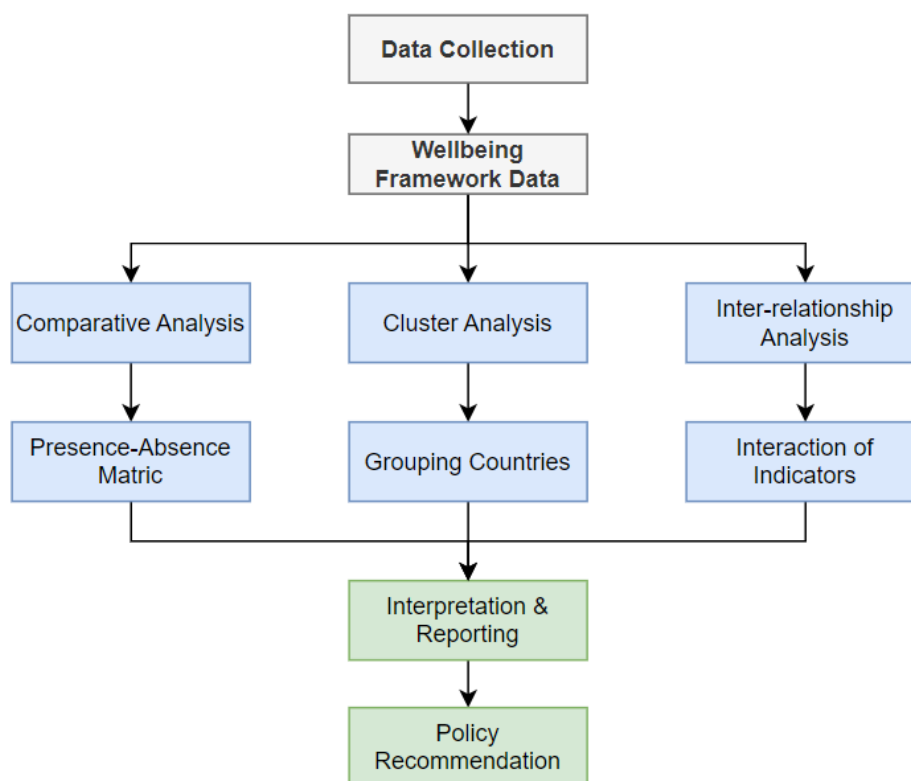 Data Collection
Wellbeing
Framework Data
Comparative Analysis
Cluster Analysis
Inter-relationship
Analysis
Presence-Absence
Matric
Grouping Countries
Interaction of
Indicators
Interpretation &
Reporting
Policy
Recommendation